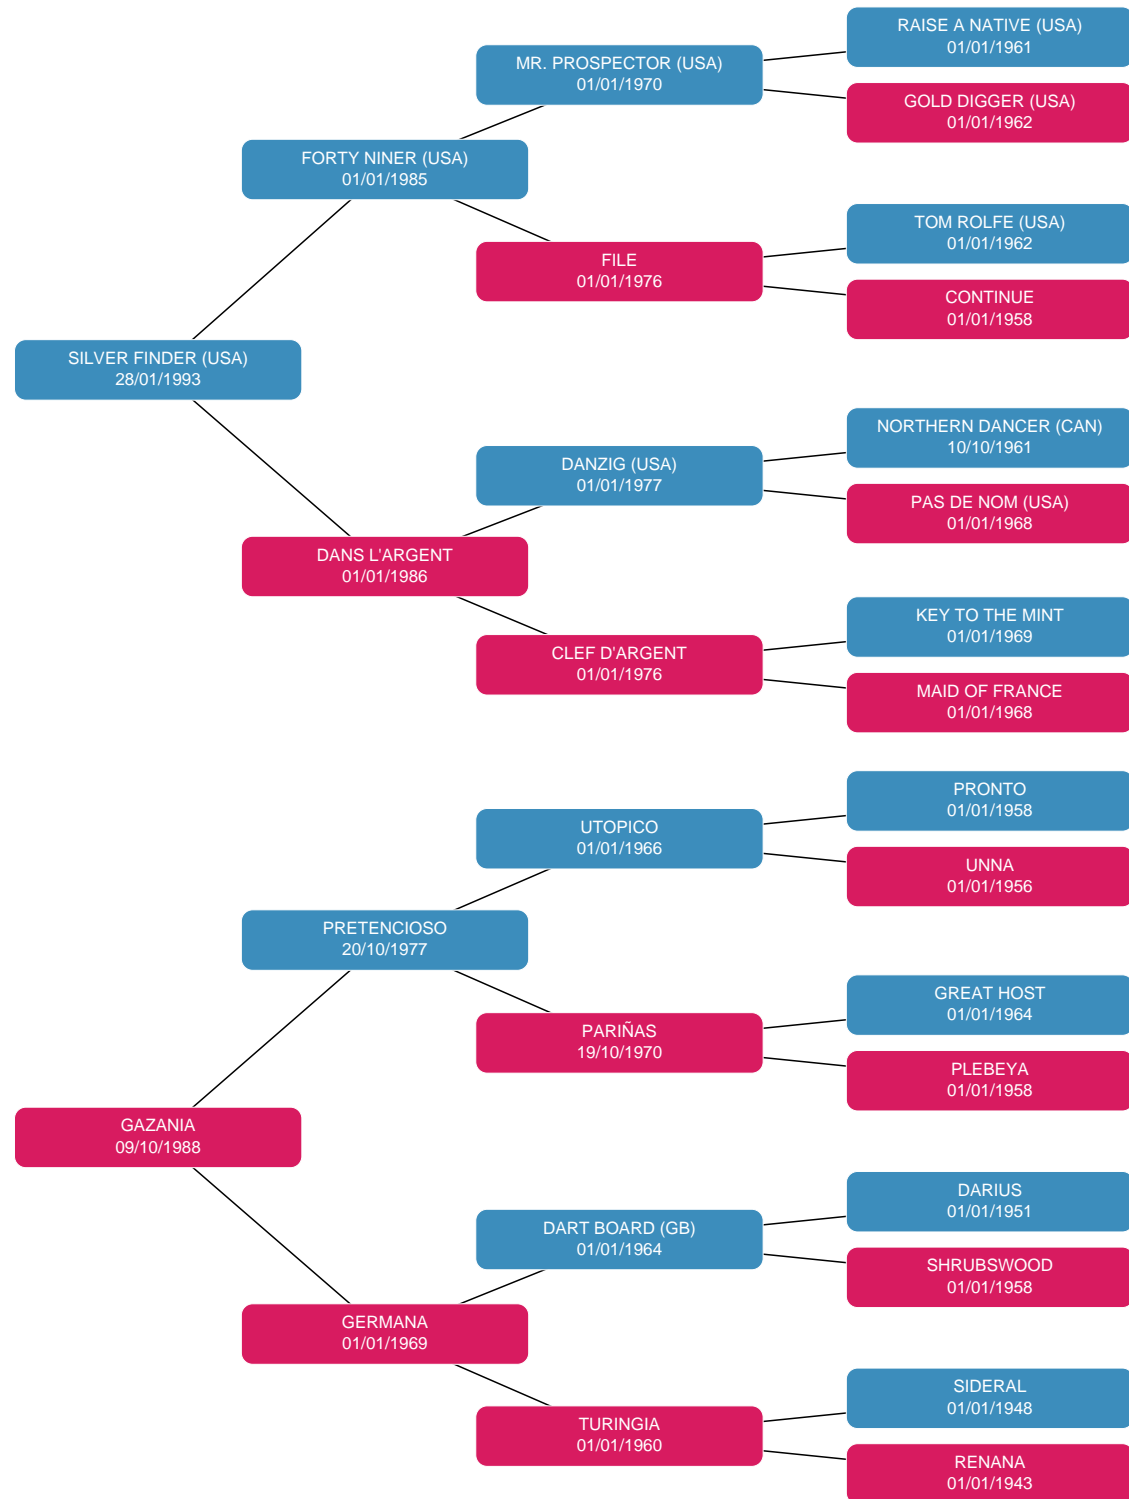 RAISE A NATIVE (USA)
01/01/1961
MR. PROSPECTOR (USA)
01/01/1970
GOLD DIGGER (USA)
01/01/1962
FORTY NINER (USA)
01/01/1985
TOM ROLFE (USA)
01/01/1962
FILE
01/01/1976
CONTINUE
01/01/1958
SILVER FINDER (USA)
28/01/1993
NORTHERN DANCER (CAN)
10/10/1961
DANZIG (USA)
01/01/1977
PAS DE NOM (USA)
01/01/1968
DANS L'ARGENT
01/01/1986
KEY TO THE MINT
01/01/1969
CLEF D'ARGENT
01/01/1976
MAID OF FRANCE
01/01/1968
PRONTO
01/01/1958
UTOPICO
01/01/1966
UNNA
01/01/1956
PRETENCIOSO
20/10/1977
GREAT HOST
01/01/1964
PARIÑAS
19/10/1970
PLEBEYA
01/01/1958
GAZANIA
09/10/1988
DARIUS
01/01/1951
DART BOARD (GB)
01/01/1964
SHRUBSWOOD
01/01/1958
GERMANA
01/01/1969
SIDERAL
01/01/1948
TURINGIA
01/01/1960
RENANA
01/01/1943